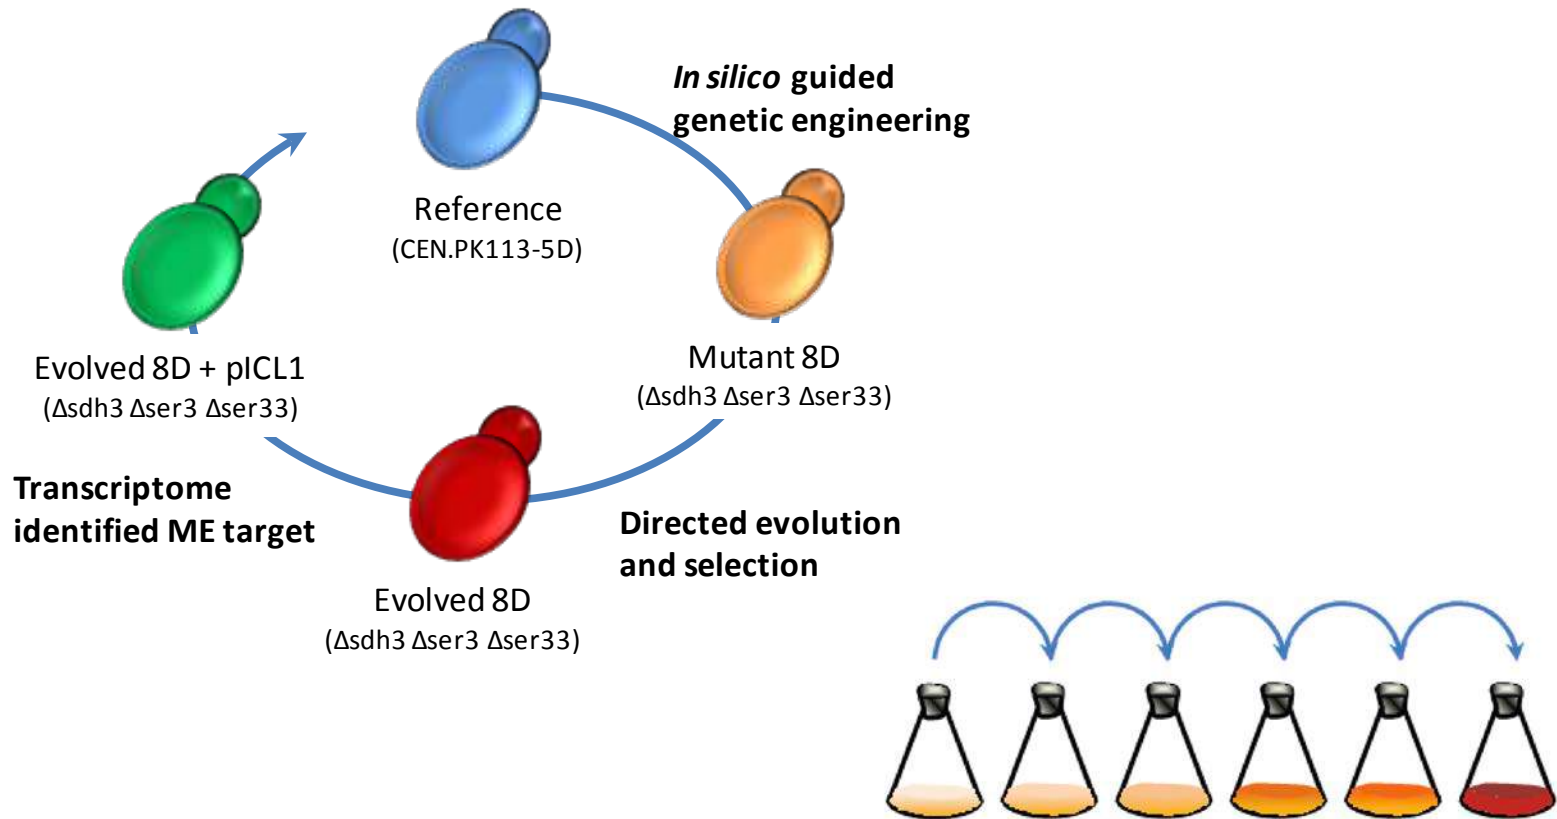 In silico guided
genetic engineering
Reference
(CEN.PK113-5D)
Mutant 8D
(Δsdh3 Δser3 Δser33)
Evolved 8D + pICL1
(Δsdh3 Δser3 Δser33)
Transcriptome
identified ME target
Directed evolution
and selection
Evolved 8D
(Δsdh3 Δser3 Δser33)